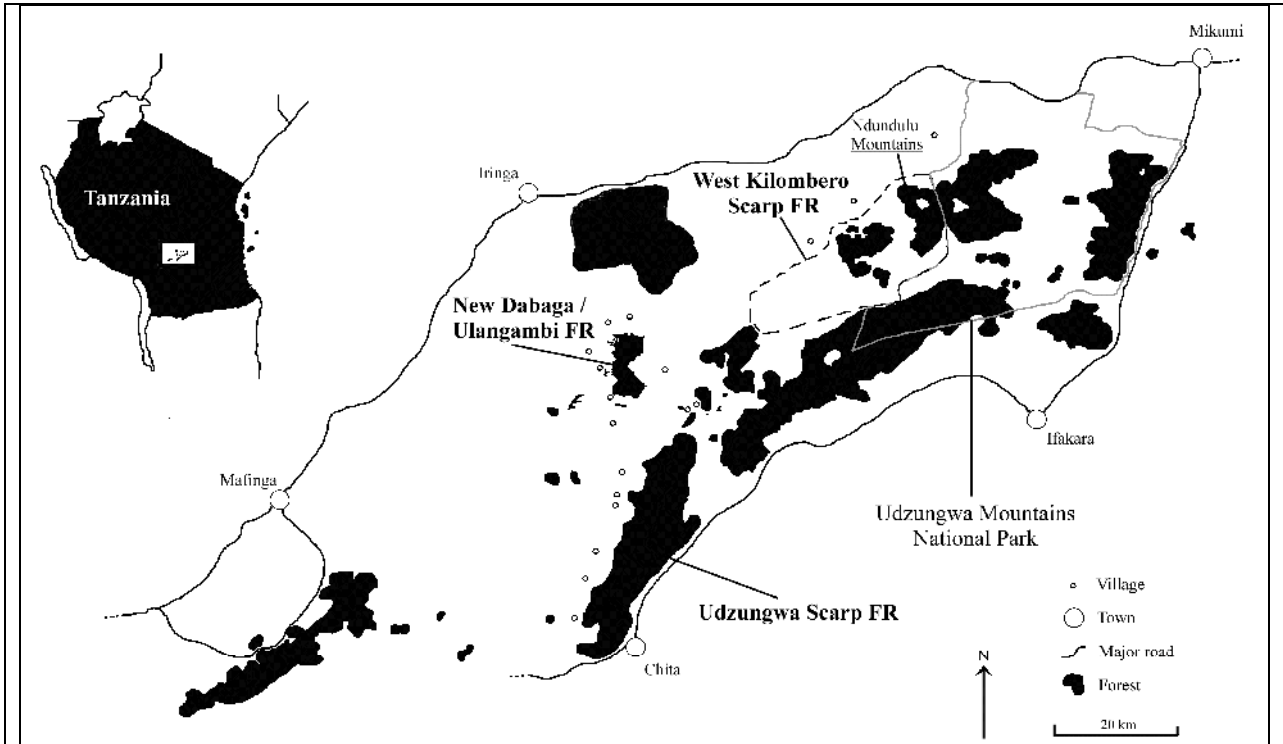 Mikumi
Ndundulu
Mountains
Iringa
West Kilombero
Scarp FR
Tanzania
New Dabaga /
Ulangambi FR
Ifakara
Mafinga
Udzungwa Mountains
National Park
Village
Udzungwa Scarp FR
Town
Major road
N
Chita
Forest
20 km